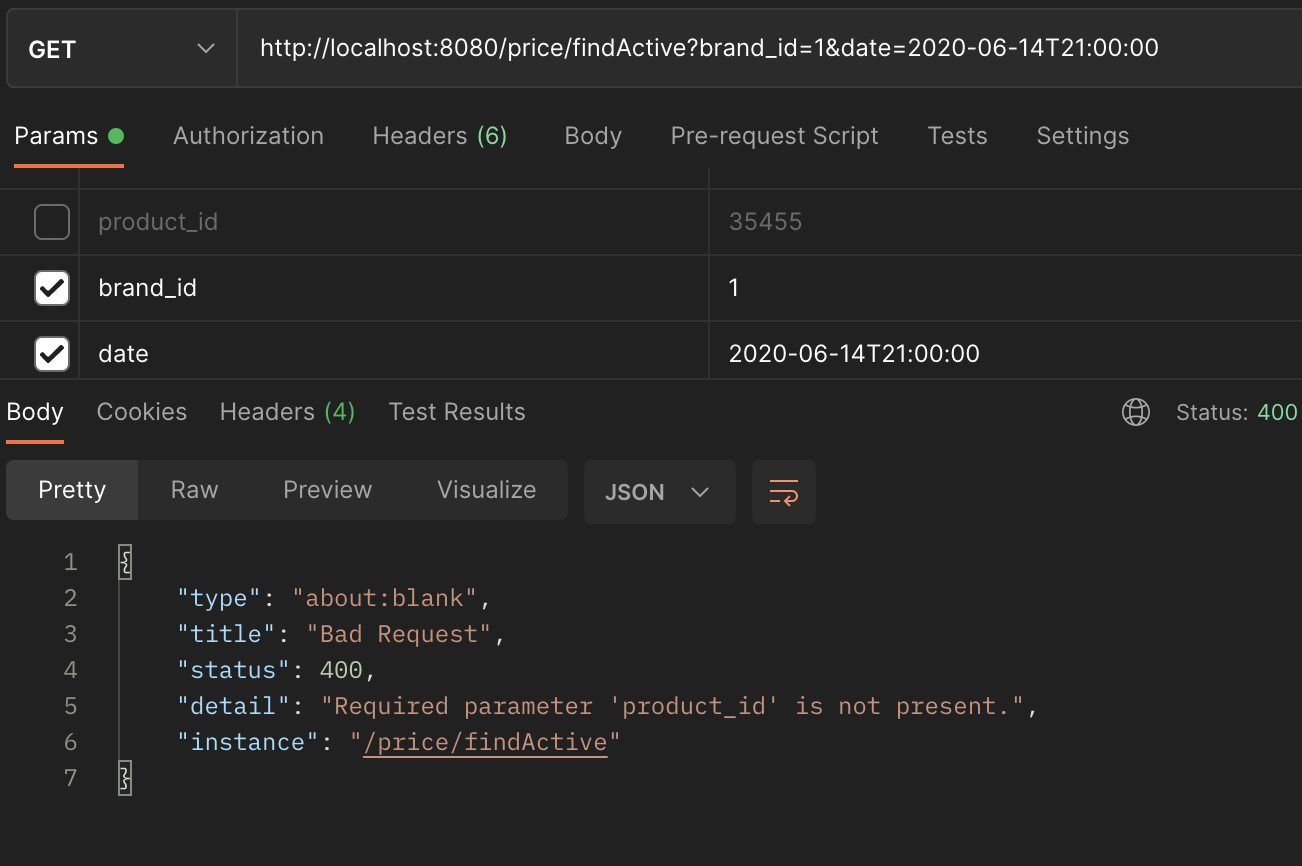 GET http://localhost:8080/price/findActive?brand_id=1&date=2020-06-14T21:00:00
Params Authorization Headers (6) Body Pre-request Script Tests Settings
product_id 35455
brand_id 1
date 2020-06-14T21:00:00
Body Cookies Headers (4) Test Results Status: 400
Pretty Raw Preview Visualize JSON
1 {
2 "type": "about:blank",
3 "title": "Bad Request",
4 "status": 400,
5 "detail": "Required parameter 'product_id' is not present.",
6 "instance": "/price/findActive"
7 }